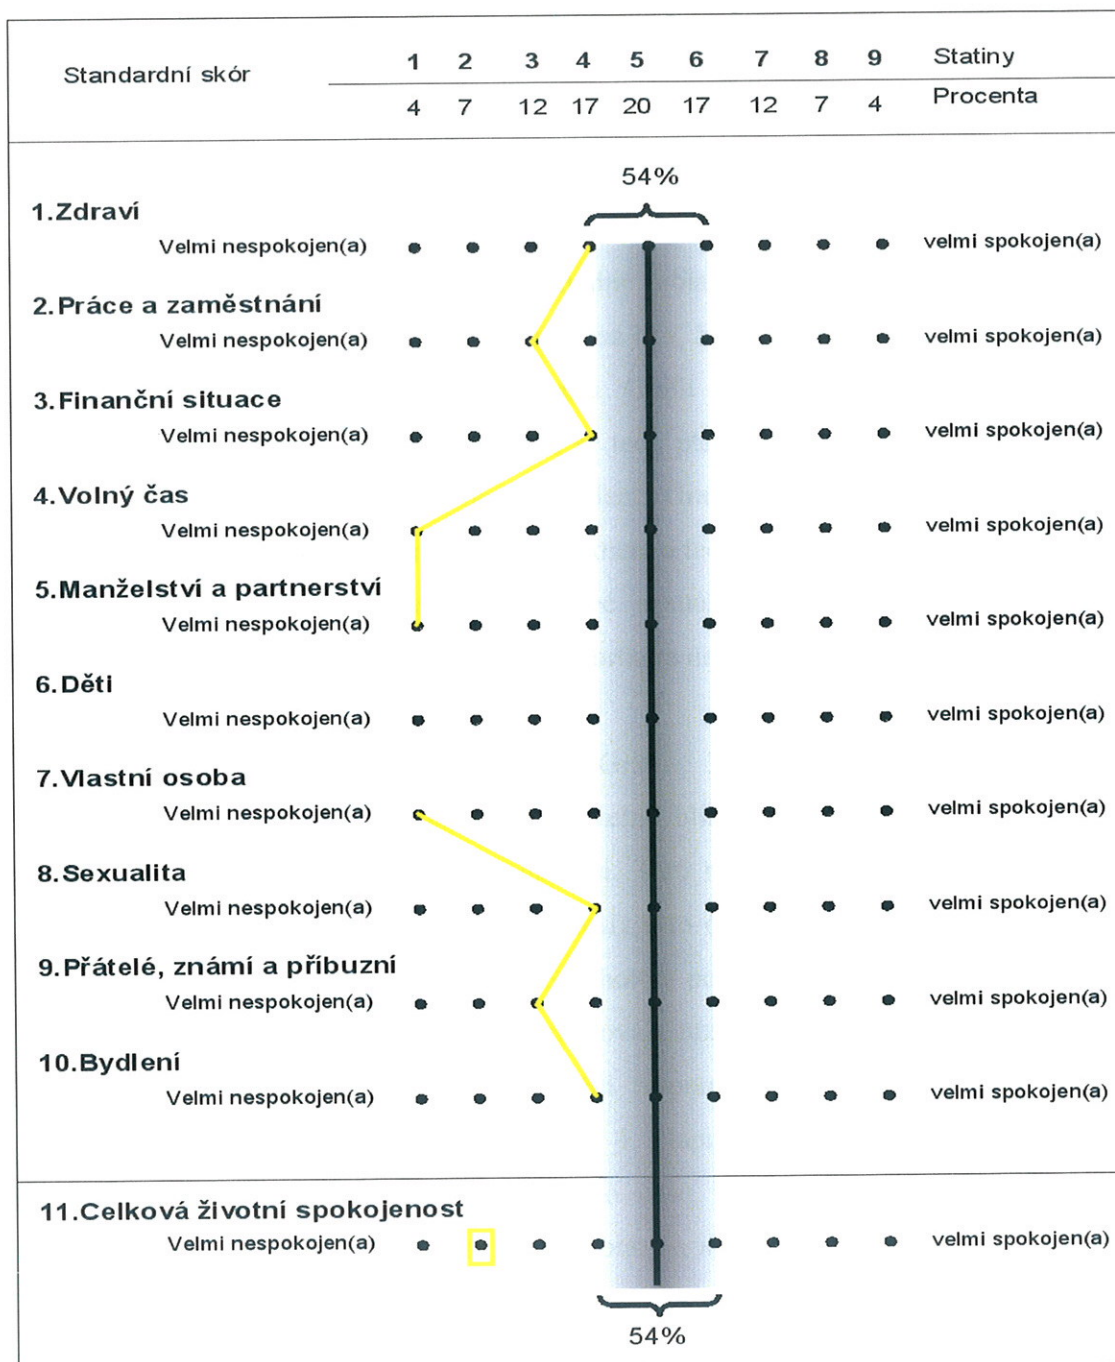 Standardní skór 1 2 3 4 5 6 7 8 9 Statiny
4 7 12 17 20 17 12 7 4 Procenta
54%
1.Zdraví
Velmi nespokojen(a) velmi spokojen(a)
2.Práce a zaměstnání
Velmi nespokojen(a) velmi spokojen(a)
3.Finanční situace
Velmi nespokojen(a) velmi spokojen(a)
4.Volný čas
Velmi nespokojen(a) velmi spokojen(a)
5.Manželství a partnerství
Velmi nespokojen(a) velmi spokojen(a)
6.Děti
Velmi nespokojen(a) velmi spokojen(a)
7.Vlastní osoba
Velmi nespokojen(a) velmi spokojen(a)
8.Sexualita
Velmi nespokojen(a) velmi spokojen(a)
9.Přátelé, známí a příbuzní
Velmi nespokojen(a) velmi spokojen(a)
10.Bydlení
Velmi nespokojen(a) velmi spokojen(a)
11.Celková životní spokojenost
Velmi nespokojen(a) velmi spokojen(a)
54%